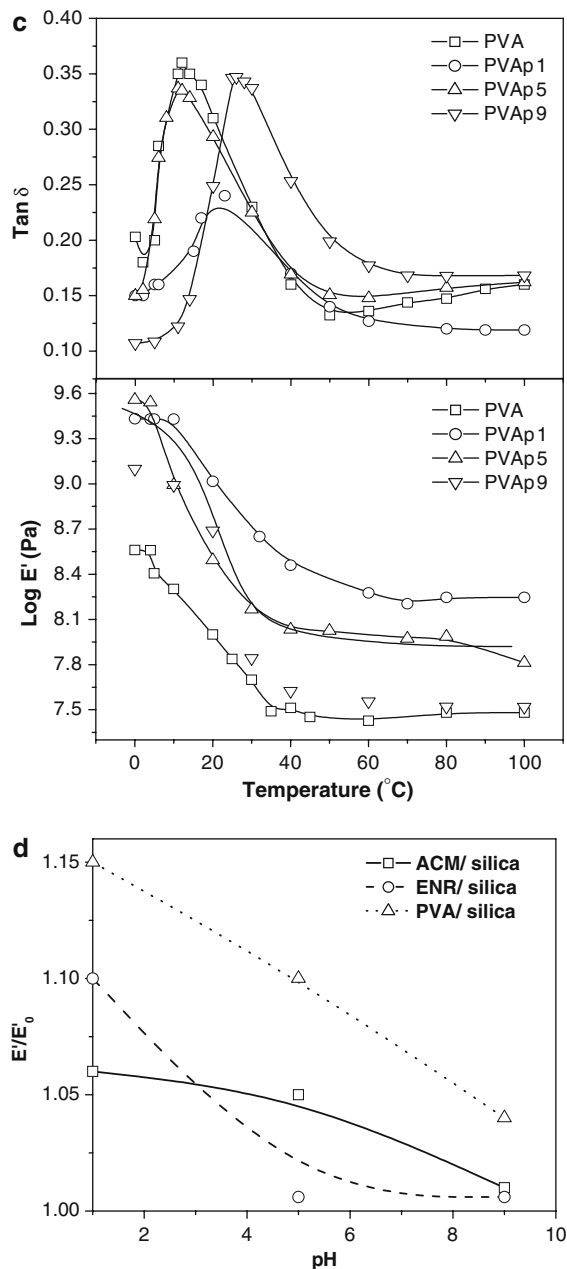 c
0.40
0.35
0.30
0.25
0.20
0.15
0.10
Tan δ
PVA
PVAp1
PVAp5
PVAp9
9.6
9.3
9.0
8.7
8.4
8.1
7.8
7.5
Log E' (Pa)
PVA
PVAp1
PVAp5
PVAp9
0 20 40 60 80 100
Temperature (°C)
d
1.15
1.10
1.05
1.00
E'/E'₀
ACM/ silica
ENR/ silica
PVA/ silica
2 4 6 8 10
pH